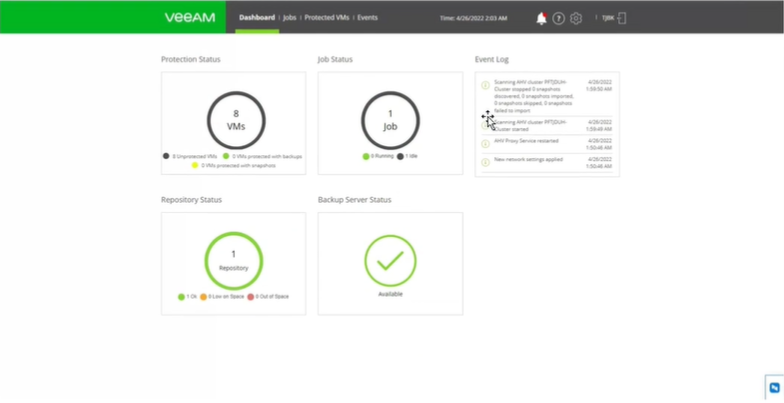 veeAM
Dashboard | Jobs | Protected VMs | Events
Time: 4/26/2022 2:03 AM
Protection Status
Job Status
Event Log
8
VMs
0 Unprotected VMs 0 VMs protected with backups
0 VMs protected with snapshots
1
Job
0 Running 1 Idle
Scanning AHV cluster
4/26/2022
Cluster stopped 0 snapshots
1:59:50 AM
discovered, 0 snapshots imported,
0 snapshots skipped, 0 snapshots
failed to import
Scanning AHV cluster
4/26/2022
Cluster started
1:59:49 AM
AHV Proxy Service restarted
4/26/2022
1:50:46 AM
New network settings applied
4/26/2022
1:50:46 AM
Repository Status
Backup Server Status
1
Repository
1 Ok 0 Low on Space 0 Out of Space
Available